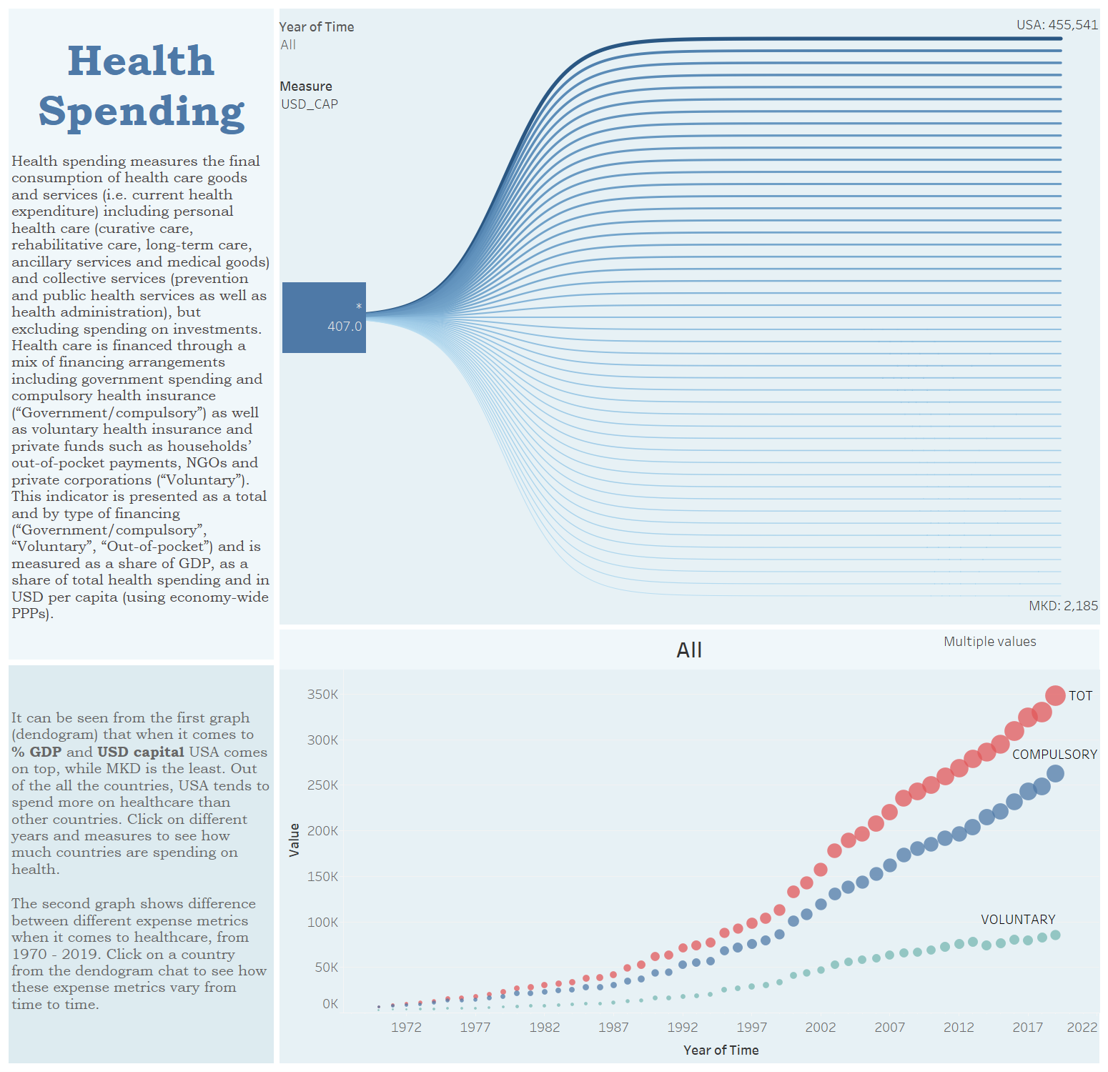 Health
Spending
Health spending measures the final
consumption of health care goods
and services (i.e. current health
expenditure) including personal
health care (curative care,
rehabilitative care, long-term care,
ancillary services and medical goods)
and collective services (prevention
and public health services as well as
health administration), but
excluding spending on investments.
Health care is financed through a
mix of financing arrangements
including government spending and
compulsory health insurance
(“Government/compulsory”) as well
as voluntary health insurance and
private funds such as households’
out-of-pocket payments, NGOs and
private corporations (“Voluntary”).
This indicator is presented as a total
and by type of financing
(“Government/compulsory”,
“Voluntary”, “Out-of-pocket”) and is
measured as a share of GDP, as a
share of total health spending and in
USD per capita (using economy-wide
PPPs).
It can be seen from the first graph
(dendogram) that when it comes to
% GDP and USD capital USA comes
on top, while MKD is the least. Out
of the all the countries, USA tends to
spend more on healthcare than
other countries. Click on different
years and measures to see how
much countries are spending on
health.
The second graph shows difference
between different expense metrics
when it comes to healthcare, from
1970 - 2019. Click on a country
from the dendogram chat to see how
these expense metrics vary from
time to time.
Year of Time
All
Measure
USD_CAP
USA: 455,541
*
407.0
MKD: 2,185
All
Multiple values
350K
300K
250K
200K
150K
100K
50K
0K
Value
TOT
COMPULSORY
VOLUNTARY
1972 1977 1982 1987 1992 1997 2002 2007 2012 2017 2022
Year of Time